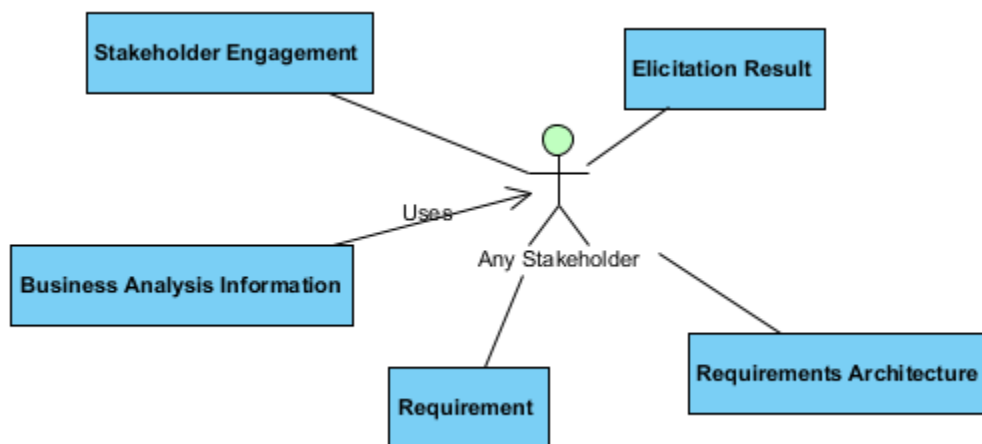 Stakeholder Engagement
Elicitation Result
Uses
Any Stakeholder
Business Analysis Information
Requirements Architecture
Requirement